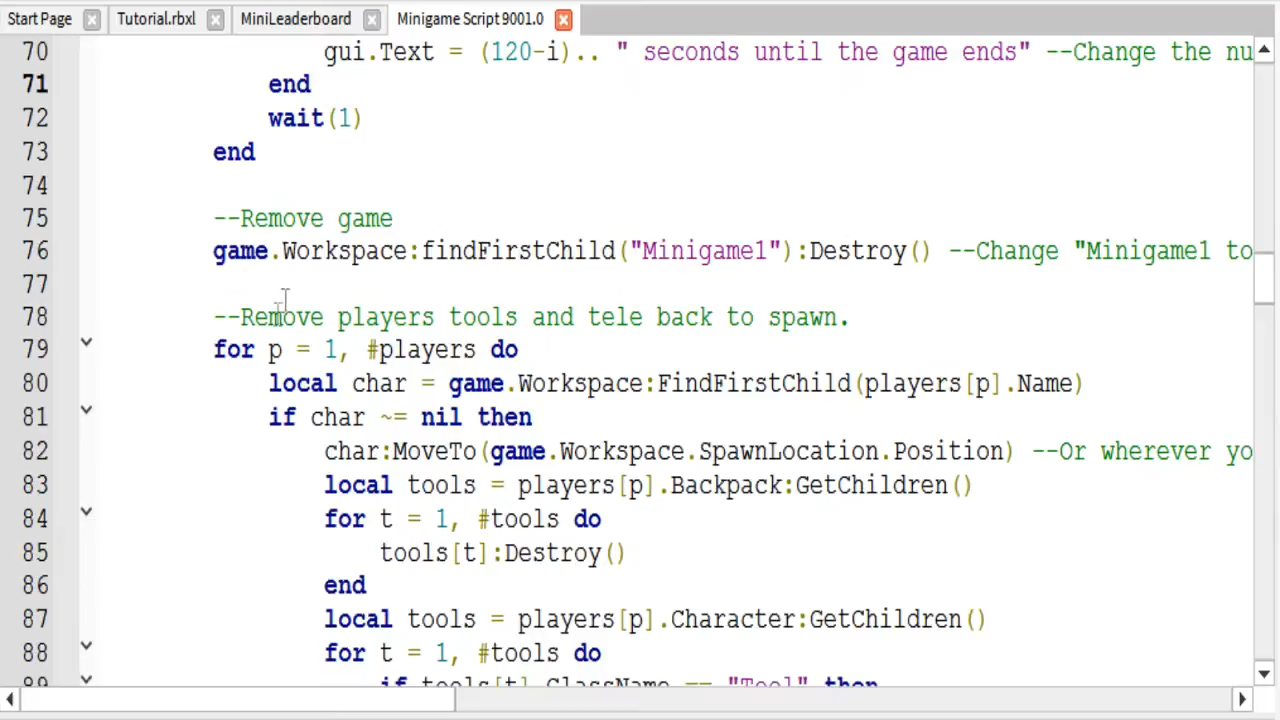 Start Page Tutorial.rbxl MiniLeaderboard Minigame Script 9001.0
70 gui.Text = (120-i).. " seconds until the game ends" --Change the nu
71 end
72 wait(1)
73 end
74
75 --Remove game
76 game.Workspace:findFirstChild("Minigame1"):Destroy() --Change "Minigame1 to
77
78 --Remove players tools and tele back to spawn.
79 for p = 1, #players do
80 local char = game.Workspace:FindFirstChild(players[p].Name)
81 if char ~= nil then
82 char:MoveTo(game.Workspace.SpawnLocation.Position) --Or wherever yo
83 local tools = players[p].Backpack:GetChildren()
84 for t = 1, #tools do
85 tools[t]:Destroy()
86 end
87 local tools = players[p].Character:GetChildren()
88 for t = 1, #tools do
89 if tools[t].ClassName == "Tool" then